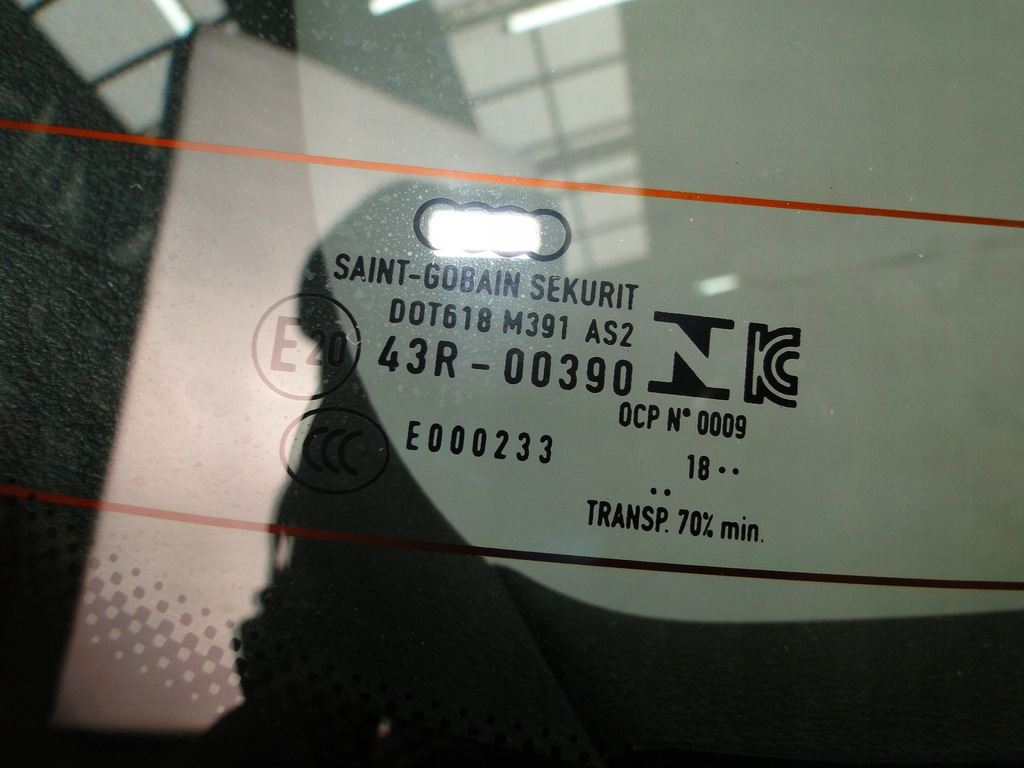 SAINT-GOBAIN SEKURIT
DOT618 M391 AS2
E20 43R-00390
OCP N° 0009
CCC E000233
18 ··
··
TRANSP. 70% min.